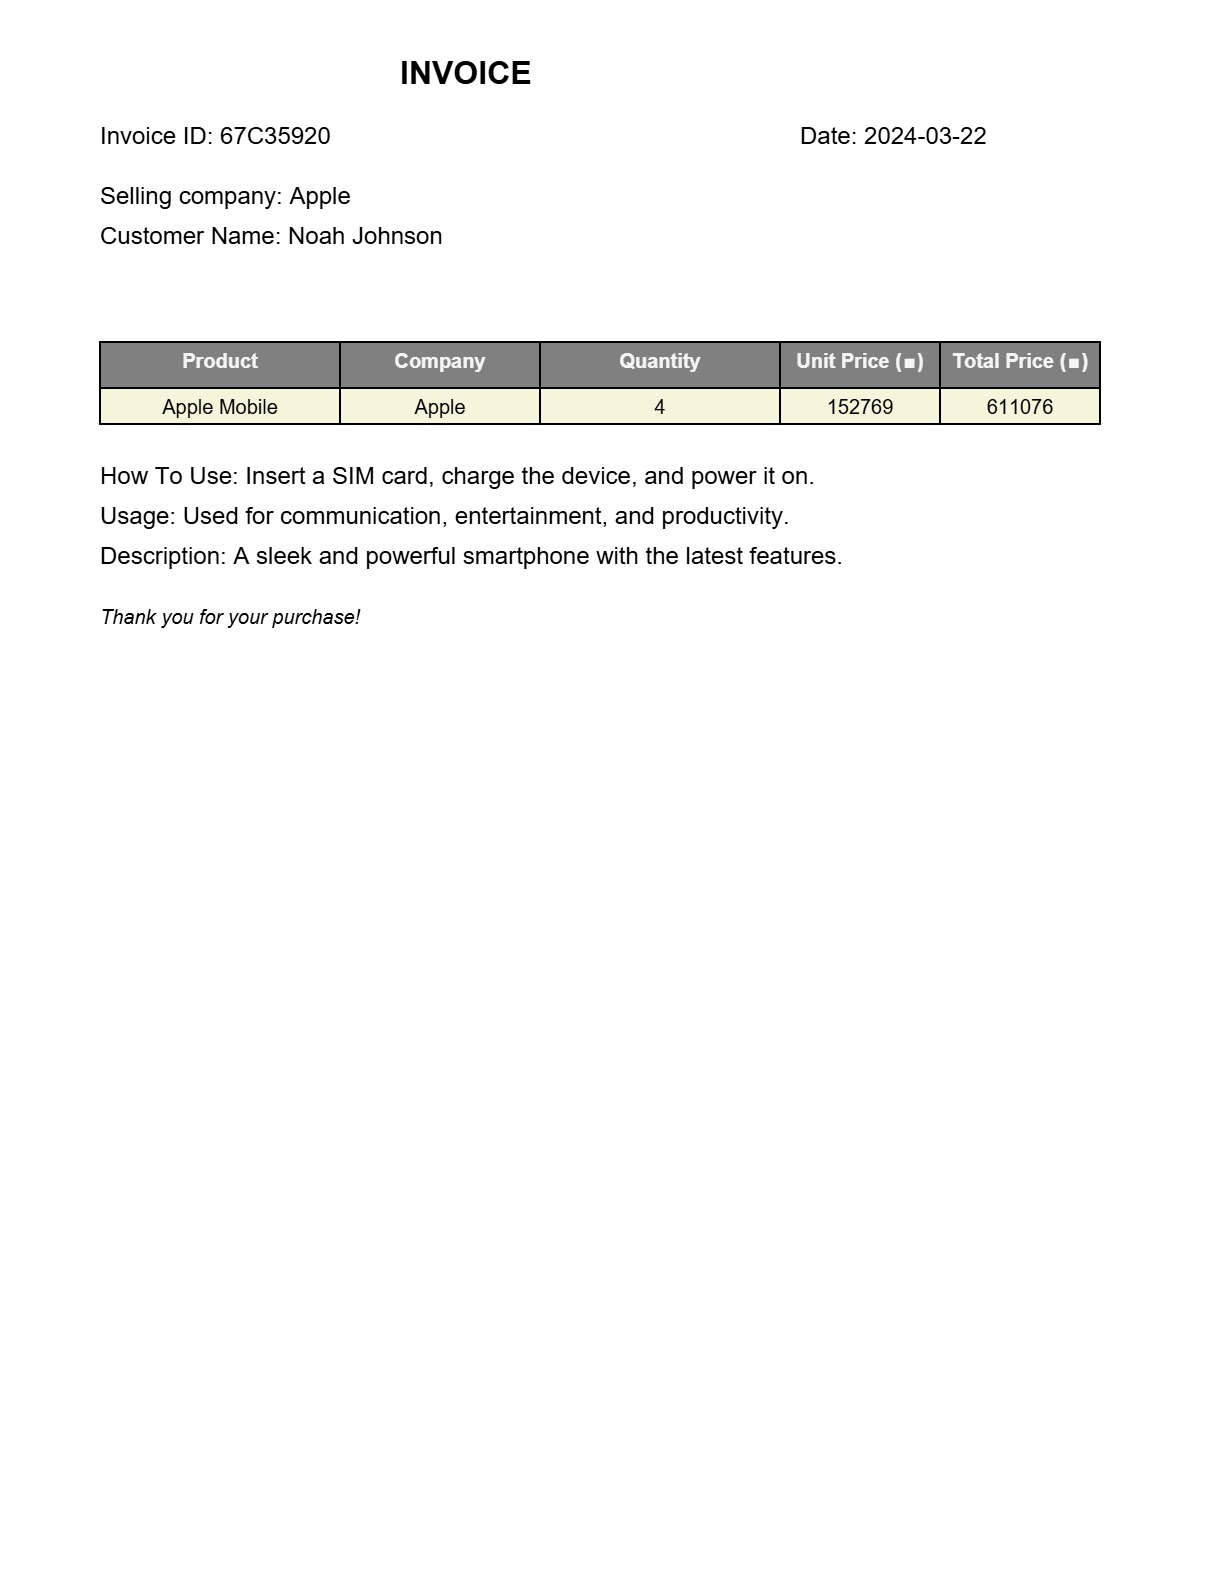 INVOICE
Invoice ID: 67C35920 Date: 2024-03-22
Selling company: Apple
Customer Name: Noah Johnson
Product Company Quantity Unit Price (■) Total Price (■)
Apple Mobile Apple 4 152769 611076
How To Use: Insert a SIM card, charge the device, and power it on.
Usage: Used for communication, entertainment, and productivity.
Description: A sleek and powerful smartphone with the latest features.
Thank you for your purchase!